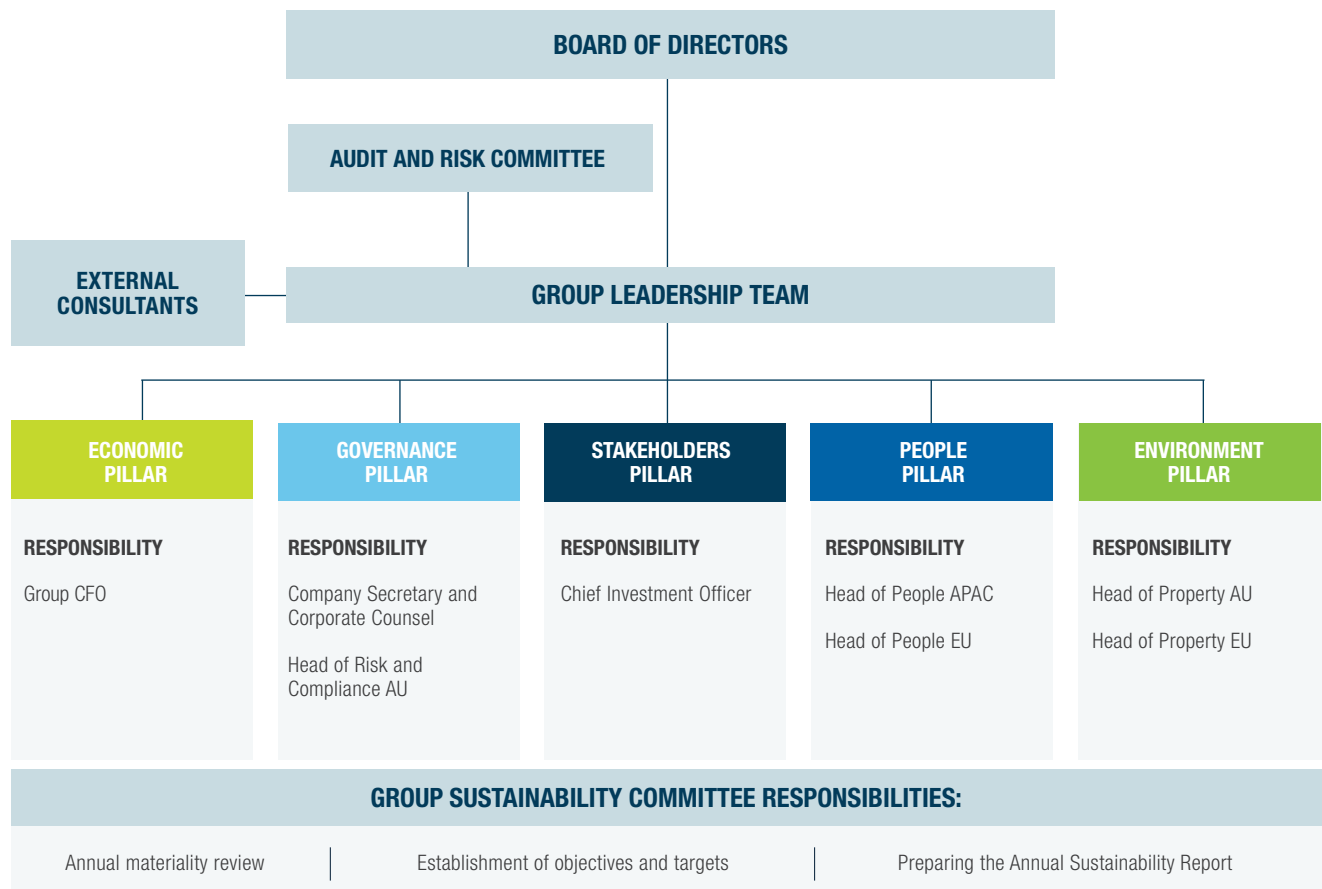 BOARD OF DIRECTORS
AUDIT AND RISK COMMITTEE
EXTERNAL
CONSULTANTS
GROUP LEADERSHIP TEAM
ECONOMIC
PILLAR
RESPONSIBILITY
Group CFO
GOVERNANCE
PILLAR
RESPONSIBILITY
Company Secretary and
Corporate Counsel
Head of Risk and
Compliance AU
STAKEHOLDERS
PILLAR
RESPONSIBILITY
Chief Investment Officer
PEOPLE
PILLAR
RESPONSIBILITY
Head of People APAC
Head of People EU
ENVIRONMENT
PILLAR
RESPONSIBILITY
Head of Property AU
Head of Property EU
GROUP SUSTAINABILITY COMMITTEE RESPONSIBILITIES:
Annual materiality review
Establishment of objectives and targets
Preparing the Annual Sustainability Report